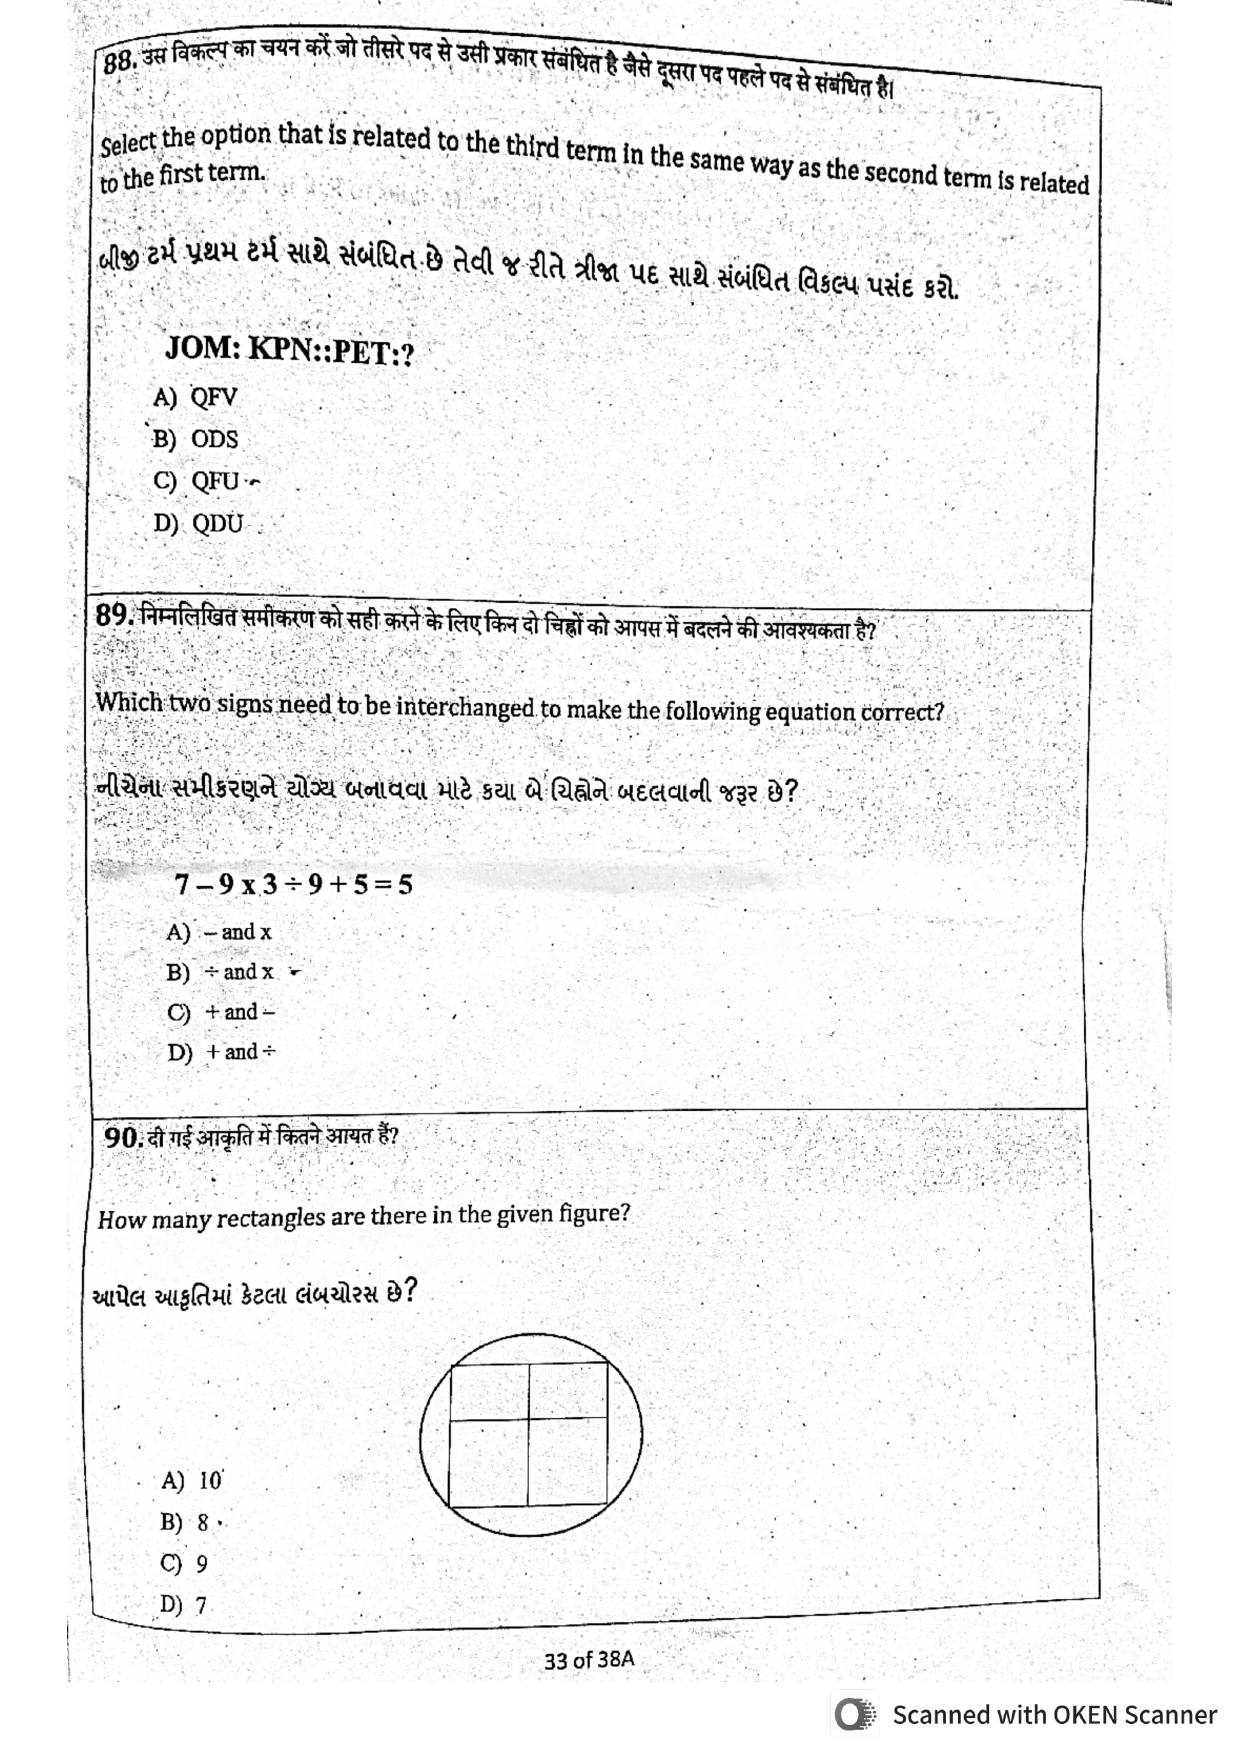 88. उस विकल्प का चयन करें जो तीसरे पद से उसी प्रकार संबंधित है जैसे दूसरा पद पहले पद से संबंधित है।
Select the option that is related to the third term in the same way as the second term is related
to the first term.
બીજી ટર્મ પ્રથમ ટર્મ સાથે સંબંધિત છે તેવી જ રીતે ત્રીજા પદ સાથે સંબંધિત વિકલ્પ પસંદ કરો.
JOM: KPN::PET:?
A) QFV
B) ODS
C) QFU
D) QDU
89. निम्नलिखित समीकरण को सही करने के लिए किन दो चिह्नों को आपस में बदलने की आवश्यकता है?
Which two signs need to be interchanged to make the following equation correct?
નીચેના સમીકરણને યોગ્ય બનાવવા માટે કયા બે ચિહ્નોને બદલવાની જરૂર છે?
7 – 9 x 3 ÷ 9 + 5 = 5
A) – and x
B) ÷ and x
C) + and –
D) + and ÷
90. दी गई आकृति में कितने आयत हैं?
How many rectangles are there in the given figure?
આપેલ આકૃતિમાં કેટલા લંબચોરસ છે?
A) 10
B) 8
C) 9
D) 7
33 of 38A
Scanned with OKEN Scanner